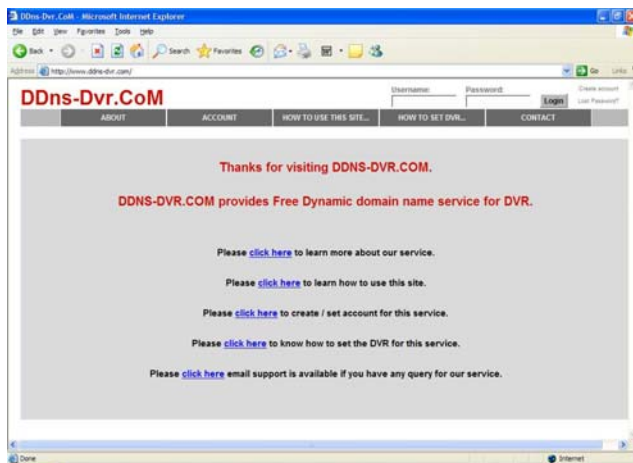 DDns-Dvr.CoM - Microsoft Internet Explorer
File Edit View Favorites Tools Help
Back Search Favorites
Address http://www.ddns-dvr.com/ Go Links
DDns-Dvr.CoM
Username: Password:
Login
Create account
Lost Password?
ABOUT ACCOUNT HOW TO USE THIS SITE... HOW TO SET DVR... CONTACT
Thanks for visiting DDNS-DVR.COM.
DDNS-DVR.COM provides Free Dynamic domain name service for DVR.
Please click here to learn more about our service.
Please click here to learn how to use this site.
Please click here to create / set account for this service.
Please click here to know how to set the DVR for this service.
Please click here email support is available if you have any query for our service.
Done Internet